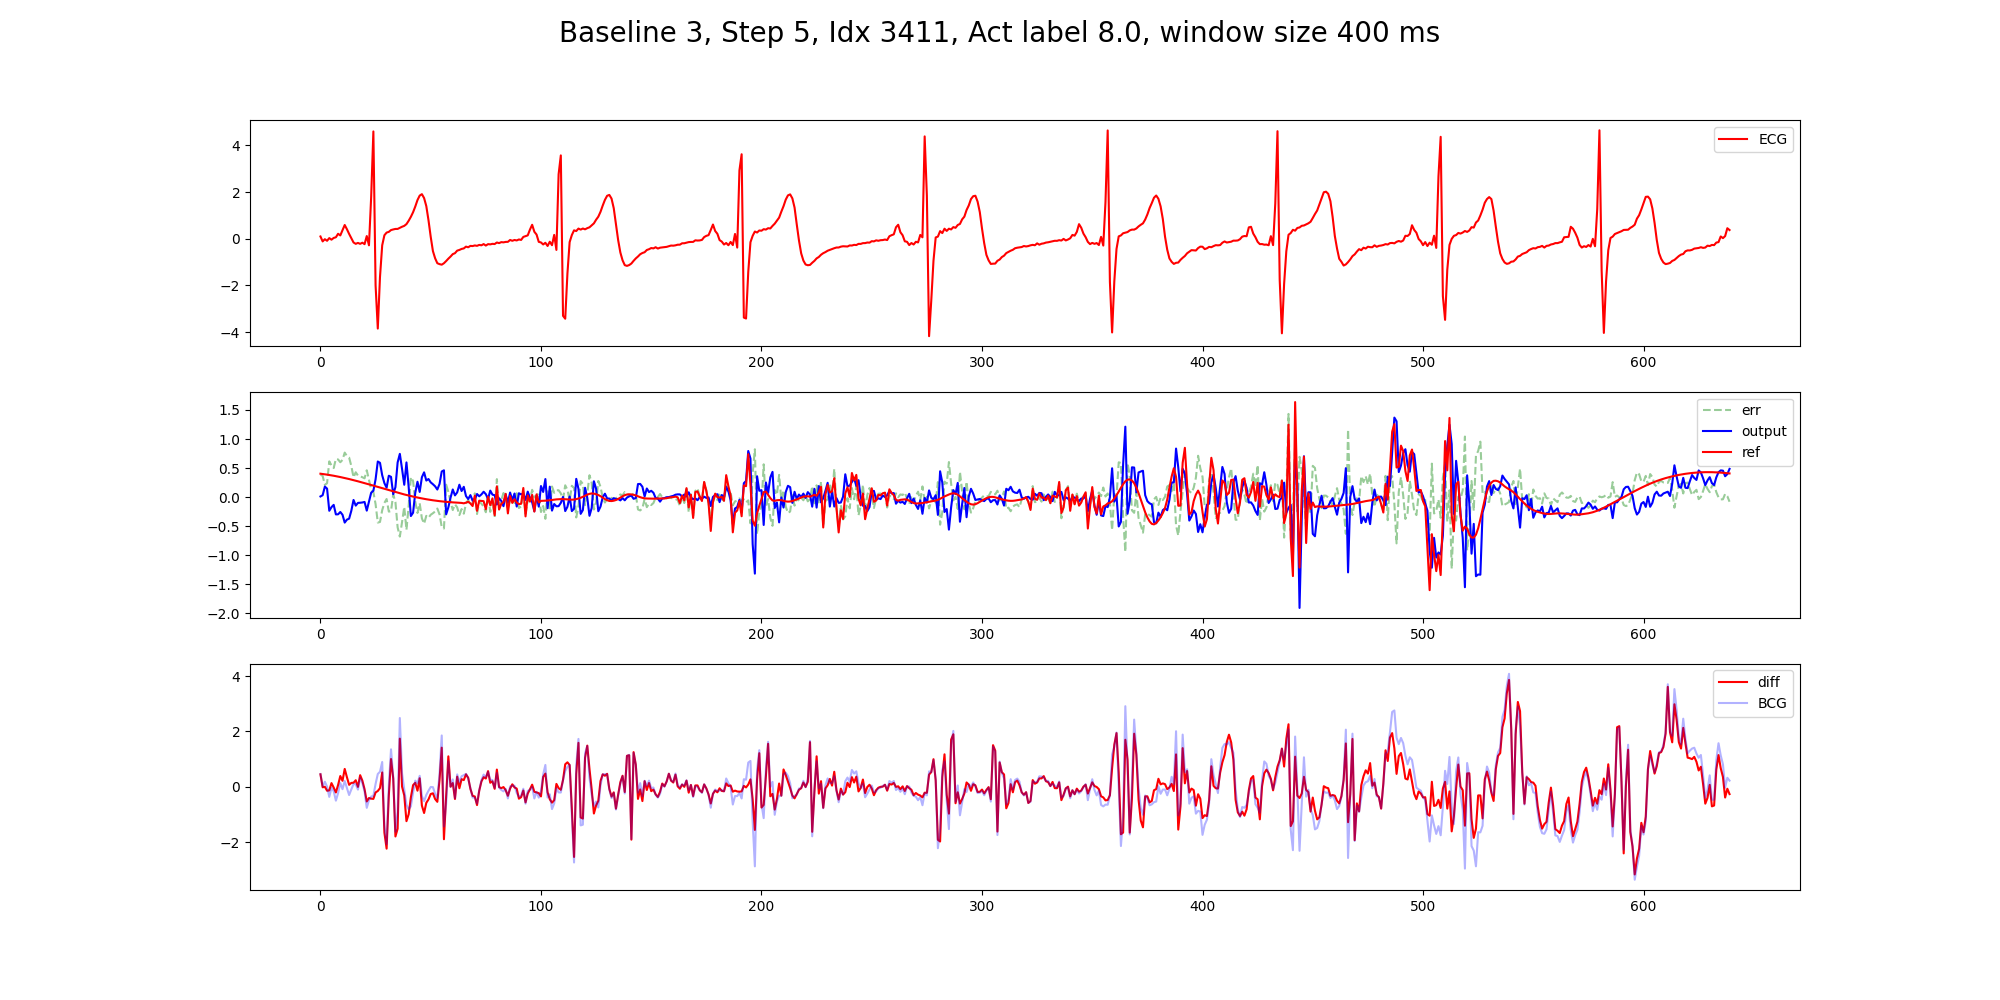 Baseline 3, Step 5, Idx 3411, Act label 8.0, window size 400 ms
4
2
0
−2
−4
ECG
0 100 200 300 400 500 600
1.5
1.0
0.5
0.0
−0.5
−1.0
−1.5
−2.0
err
output
ref
0 100 200 300 400 500 600
4
2
0
−2
diff
BCG
0 100 200 300 400 500 600